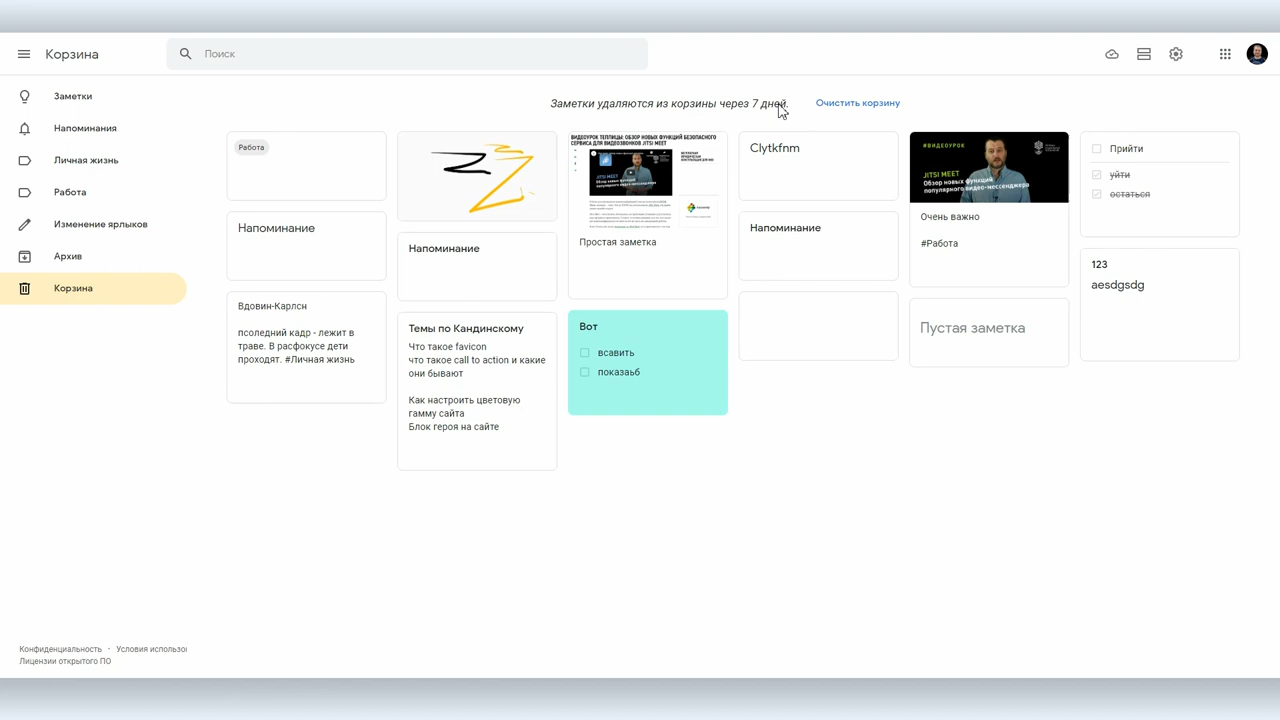 Корзина
Поиск
Заметки
Напоминания
Личная жизнь
Работа
Изменение ярлыков
Архив
Корзина
Заметки удаляются из корзины через 7 дней.
Очистить корзину
Работа
Напоминание
Вдовин-Карлсн
псоледний кадр - лежит в
траве. В расфокусе дети
проходят. #Личная жизнь
Напоминание
Темы по Кандинскому
Что такое favicon
что такое call to action и какие
они бывают
Как настроить цветовую
гамму сайта
Блок героя на сайте
ВИДЕОУРОК ТЕПЛИЦЫ: ОБЗОР НОВЫХ ФУНКЦИЙ БЕЗОПАСНОГО
СЕРВИСА ДЛЯ ВИДЕОЗВОНКОВ JITSI MEET
Простая заметка
Вот
всавить
показаьб
Clytkfnm
Напоминание
#ВИДЕОУРОК
JITSI MEET
Обзор новых функций
популярного видео-мессенджера
Очень важно
#Работа
Пустая заметка
Прийти
уйти
остаться
123
aesdgsdg
Конфиденциальность · Условия использо
Лицензии открытого ПО